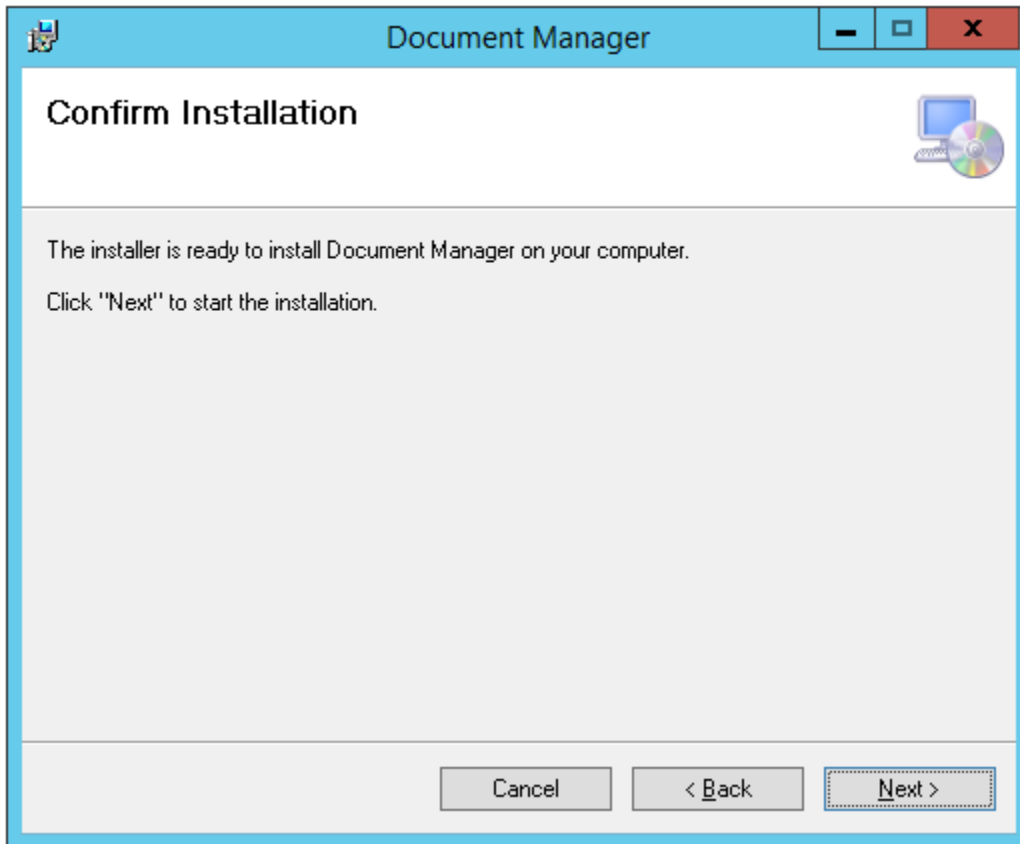 Document Manager
Confirm Installation
The installer is ready to install Document Manager on your computer.
Click "Next" to start the installation.
Cancel
< Back
Next >